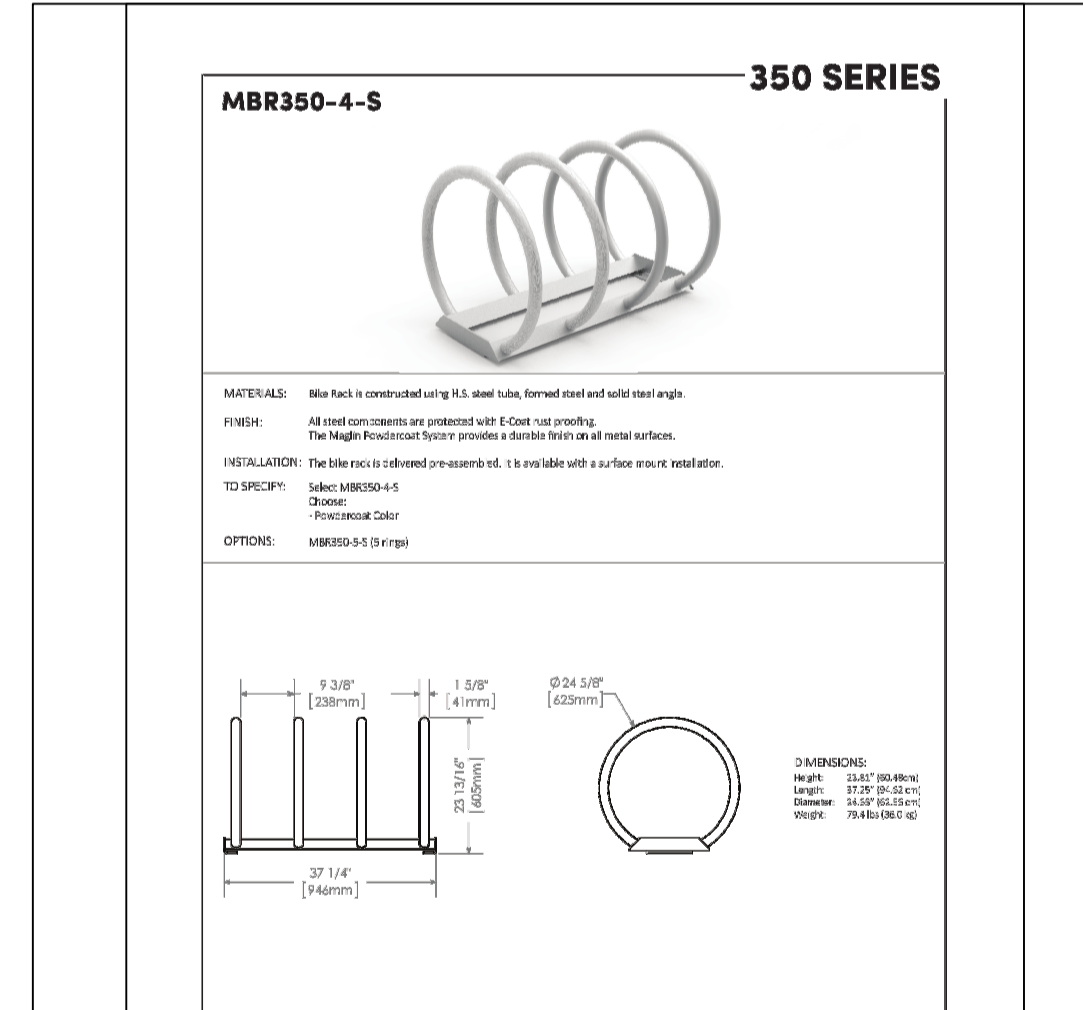 350 SERIES
MBR350-4-S
MATERIALS: Bike Rack is constructed using H.S. steel tube, formed steel and solid steel angle.
FINISH: All steel components are protected with E-Coat rust proofing.
The Maglin Powdercoat System provides a durable finish on all metal surfaces.
INSTALLATION: The bike rack is delivered pre-assembled. It is available with a surface mount installation.
TO SPECIFY: Select MBR350-4-S
Choose:
- Powdercoat Color
OPTIONS: MBR350-5-S (5 rings)
9 3/8"
[238mm]
1 5/8"
[41mm]
23 13/16"
[605mm]
37 1/4"
[946mm]
Ø 24 5/8"
[625mm]
DIMENSIONS:
Height: 23.81" (60.48cm)
Length: 37.25" (94.62 cm)
Diameter: (62.55 cm)
Weight: 79.4 lbs (36.0 kg)